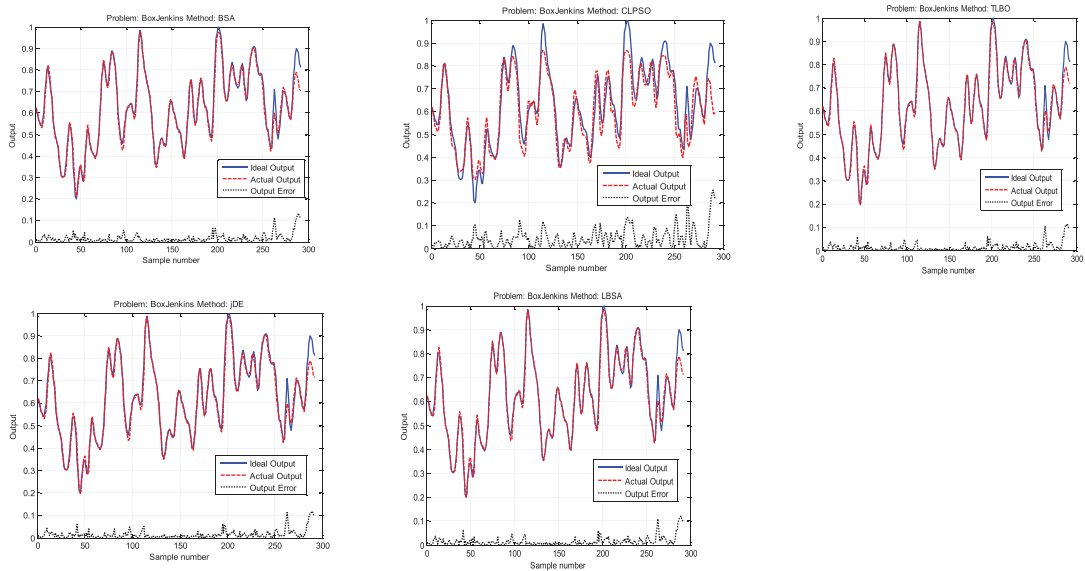 Problem: BoxJenkins Method: BSA
1
0.9
0.8
0.7
0.6
0.5
0.4
0.3
0.2
0.1
0
Output
Ideal Output
Actual Output
Output Error
0 50 100 150 200 250 300
Sample number
Problem: BoxJenkins Method: CLPSO
1
0.9
0.8
0.7
0.6
0.5
0.4
0.3
0.2
0.1
0
Output
Ideal Output
Actual Output
Output Error
0 50 100 150 200 250 300
Sample number
Problem: BoxJenkins Method: TLBO
1
0.9
0.8
0.7
0.6
0.5
0.4
0.3
0.2
0.1
0
Output
Ideal Output
Actual Output
Output Error
0 50 100 150 200 250 300
Sample number
Problem: BoxJenkins Method: jDE
1
0.9
0.8
0.7
0.6
0.5
0.4
0.3
0.2
0.1
0
Output
Ideal Output
Actual Output
Output Error
0 50 100 150 200 250 300
Sample number
Problem: BoxJenkins Method: LBSA
1
0.9
0.8
0.7
0.6
0.5
0.4
0.3
0.2
0.1
0
Output
Ideal Output
Actual Output
Output Error
0 50 100 150 200 250 300
Sample number